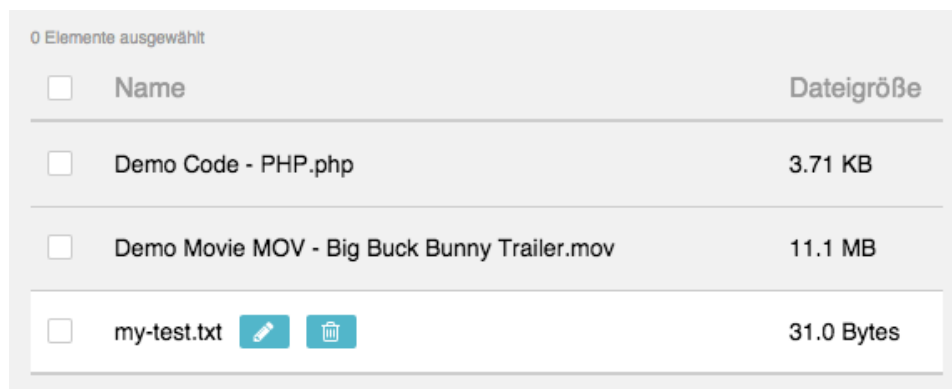 0 Elemente ausgewählt
Name Dateigröße
Demo Code - PHP.php 3.71 KB
Demo Movie MOV - Big Buck Bunny Trailer.mov 11.1 MB
my-test.txt 31.0 Bytes